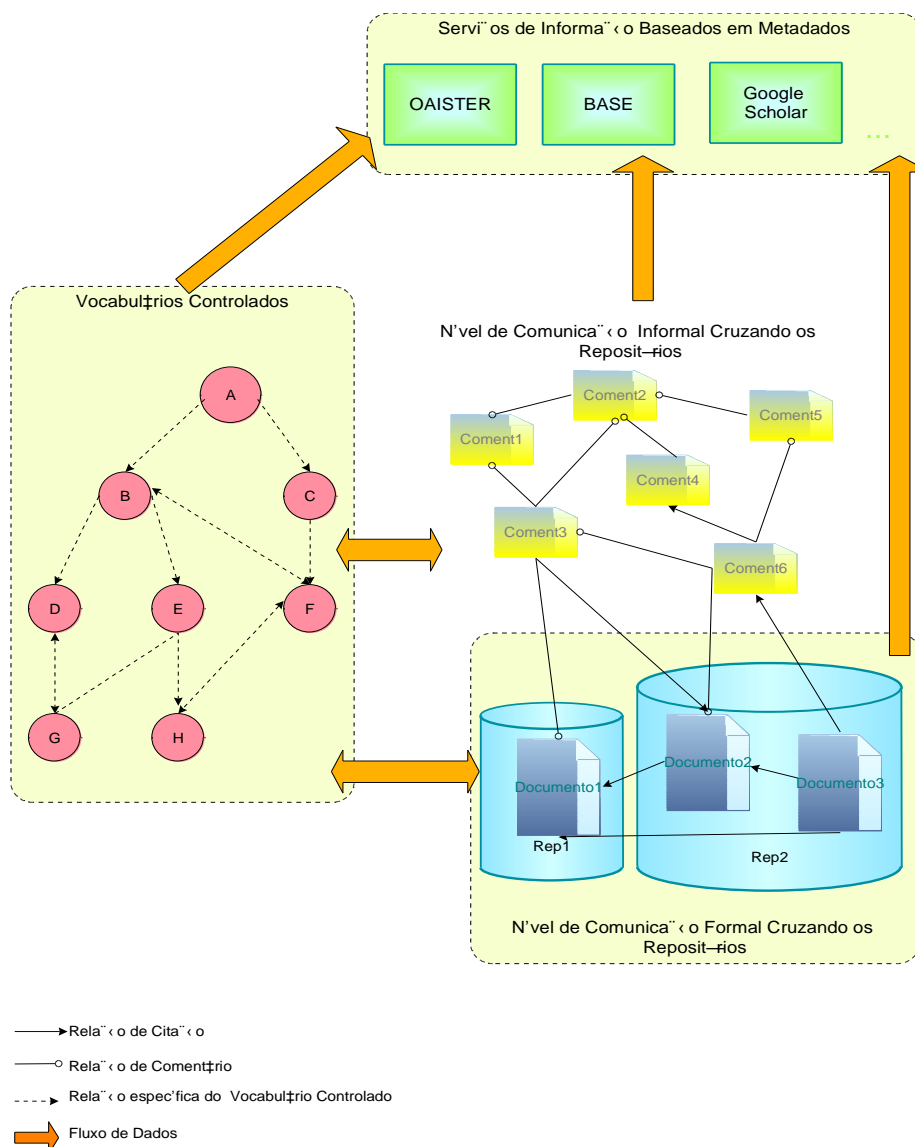 Servi¨ os de Informa¨ ‹ o Baseados em Metadados
OAISTER
BASE
Google
Scholar
...
Vocabul‡rios Controlados
A
B
C
D
E
F
G
H
N'vel de Comunica¨ ‹ o Informal Cruzando os
Reposit—rios
Coment2
Coment5
Coment1
Coment4
Coment3
Coment6
Documento2
Documento3
Documento1
Rep1
Rep2
N'vel de Comunica¨ ‹ o Formal Cruzando os
Reposit—rios
Rela¨ ‹ o de Cita¨ ‹ o
Rela¨ ‹ o de Coment‡rio
Rela¨ ‹ o espec'fica do Vocabul‡rio Controlado
Fluxo de Dados